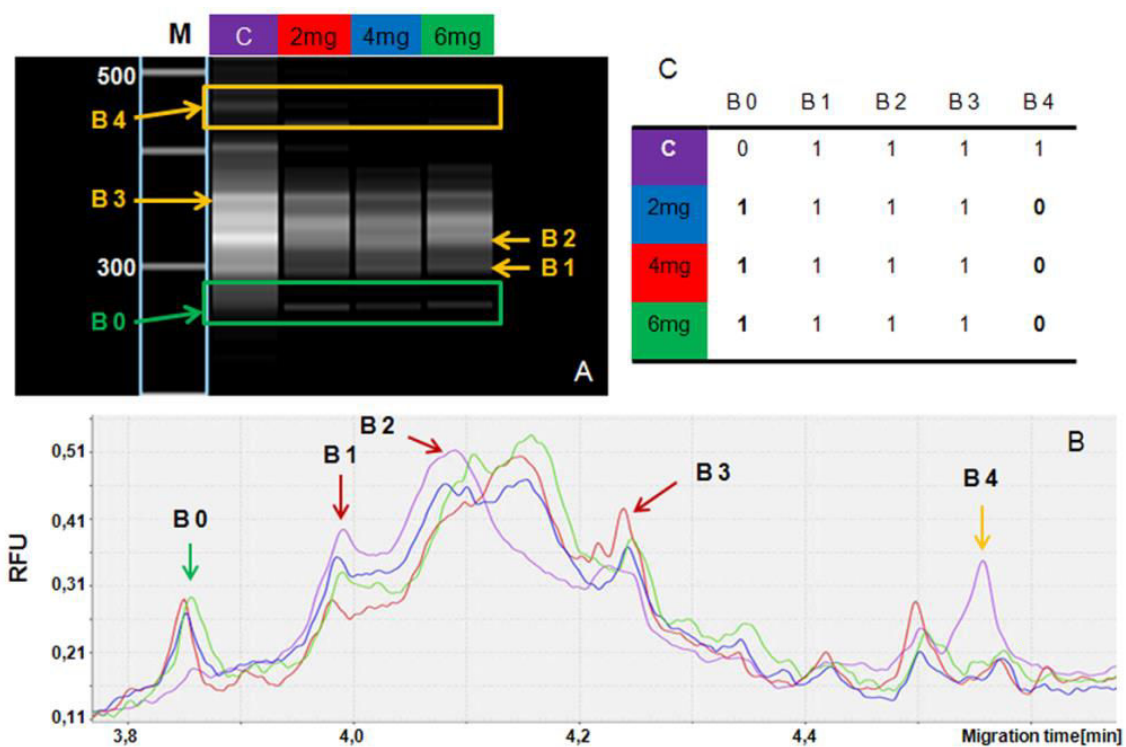 M C 2mg 4mg 6mg
500
B 4
B 3
B 2
300
B 1
B 0
A
C
B 0 B 1 B 2 B 3 B 4
C 0 1 1 1 1
2mg 1 1 1 1 0
4mg 1 1 1 1 0
6mg 1 1 1 1 0
B
B 2
B 1
B 3
B 4
B 0
RFU
0,51
0,41
0,31
0,21
0,11
3,8 4,0 4,2 4,4 Migration time[min]